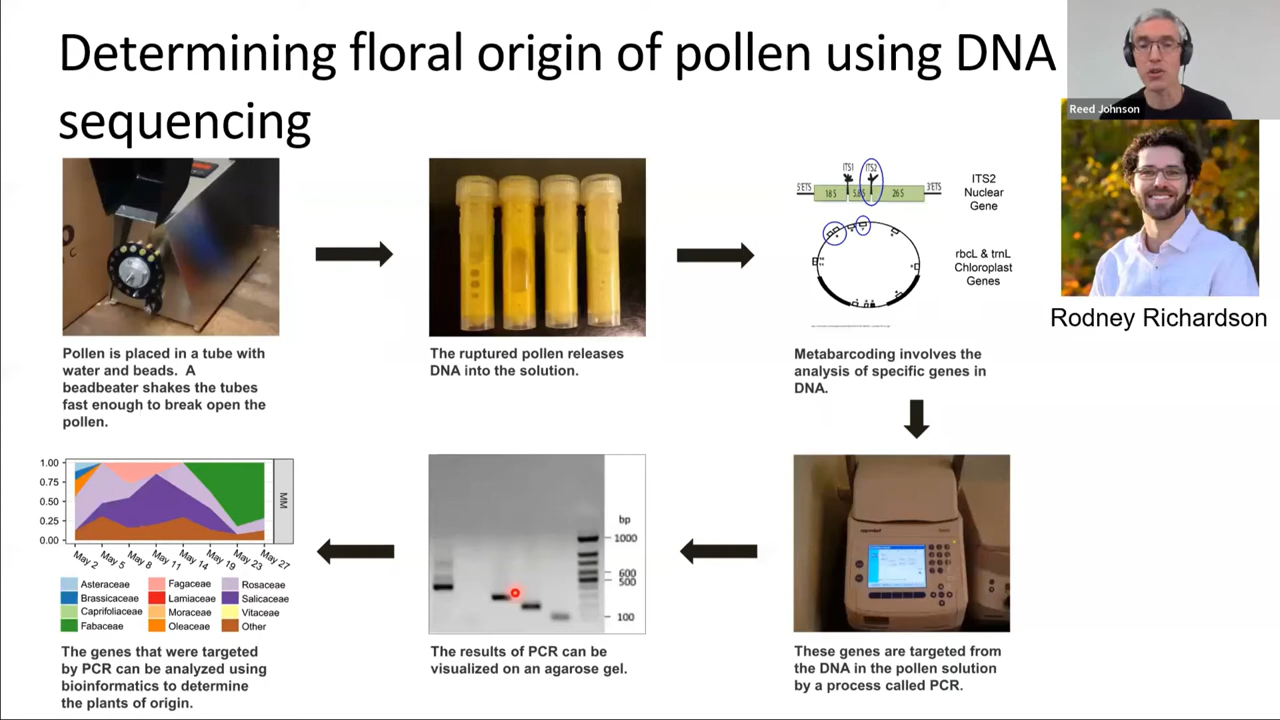 Determining floral origin of pollen using DNA
sequencing
Reed Johnson
Rodney Richardson
Pollen is placed in a tube with
water and beads. A
beadbeater shakes the tubes
fast enough to break open the
pollen.
The ruptured pollen releases
DNA into the solution.
ITS1
ITS2
5'ETS
18 S
5.8 S
26 S
3'ETS
ITS2
Nuclear
Gene
rbcL & trnL
Chloroplast
Genes
Metabarcoding involves the
analysis of specific genes in
DNA.
1.00
0.75
0.50
0.25
0.00
MM
May 2
May 5
May 8
May 11
May 14
May 19
May 23
May 27
Asteraceae
Fagaceae
Rosaceae
Brassicaceae
Lamiaceae
Salicaceae
Caprifoliaceae
Moraceae
Vitaceae
Fabaceae
Oleaceae
Other
The genes that were targeted
by PCR can be analyzed using
bioinformatics to determine
the plants of origin.
bp
1000
600
500
100
The results of PCR can be
visualized on an agarose gel.
eppendorf
These genes are targeted from
the DNA in the pollen solution
by a process called PCR.